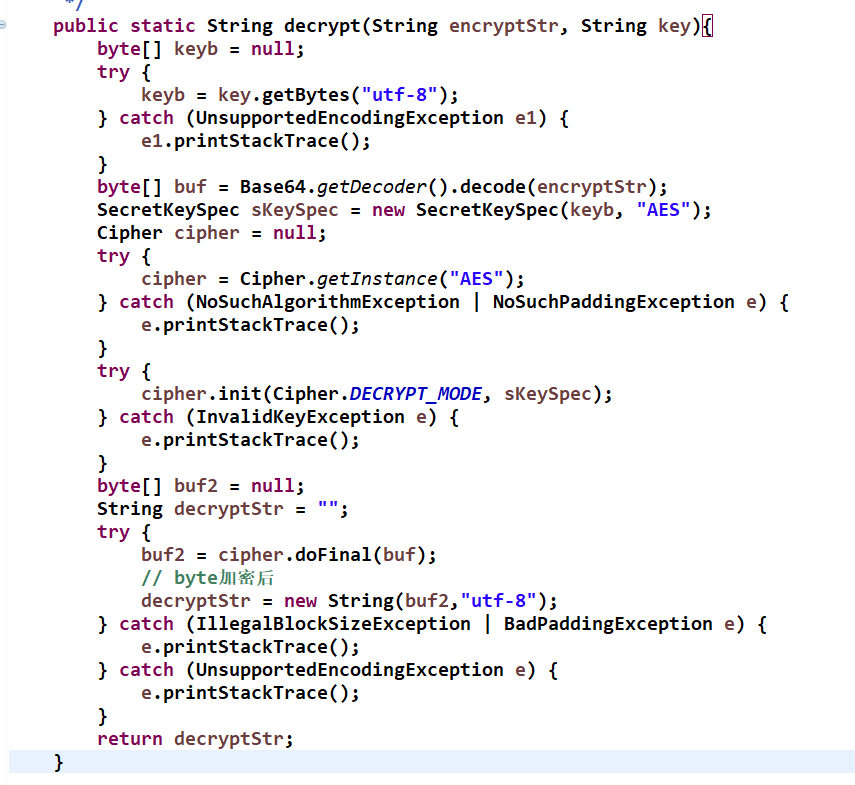 */
public static String decrypt(String encryptStr, String key){
byte[] keyb = null;
try {
keyb = key.getBytes("utf-8");
} catch (UnsupportedEncodingException e1) {
e1.printStackTrace();
}
byte[] buf = Base64.getDecoder().decode(encryptStr);
SecretKeySpec sKeySpec = new SecretKeySpec(keyb, "AES");
Cipher cipher = null;
try {
cipher = Cipher.getInstance("AES");
} catch (NoSuchAlgorithmException | NoSuchPaddingException e) {
e.printStackTrace();
}
try {
cipher.init(Cipher.DECRYPT_MODE, sKeySpec);
} catch (InvalidKeyException e) {
e.printStackTrace();
}
byte[] buf2 = null;
String decryptStr = "";
try {
buf2 = cipher.doFinal(buf);
// byte加密后
decryptStr = new String(buf2,"utf-8");
} catch (IllegalBlockSizeException | BadPaddingException e) {
e.printStackTrace();
} catch (UnsupportedEncodingException e) {
e.printStackTrace();
}
return decryptStr;
}